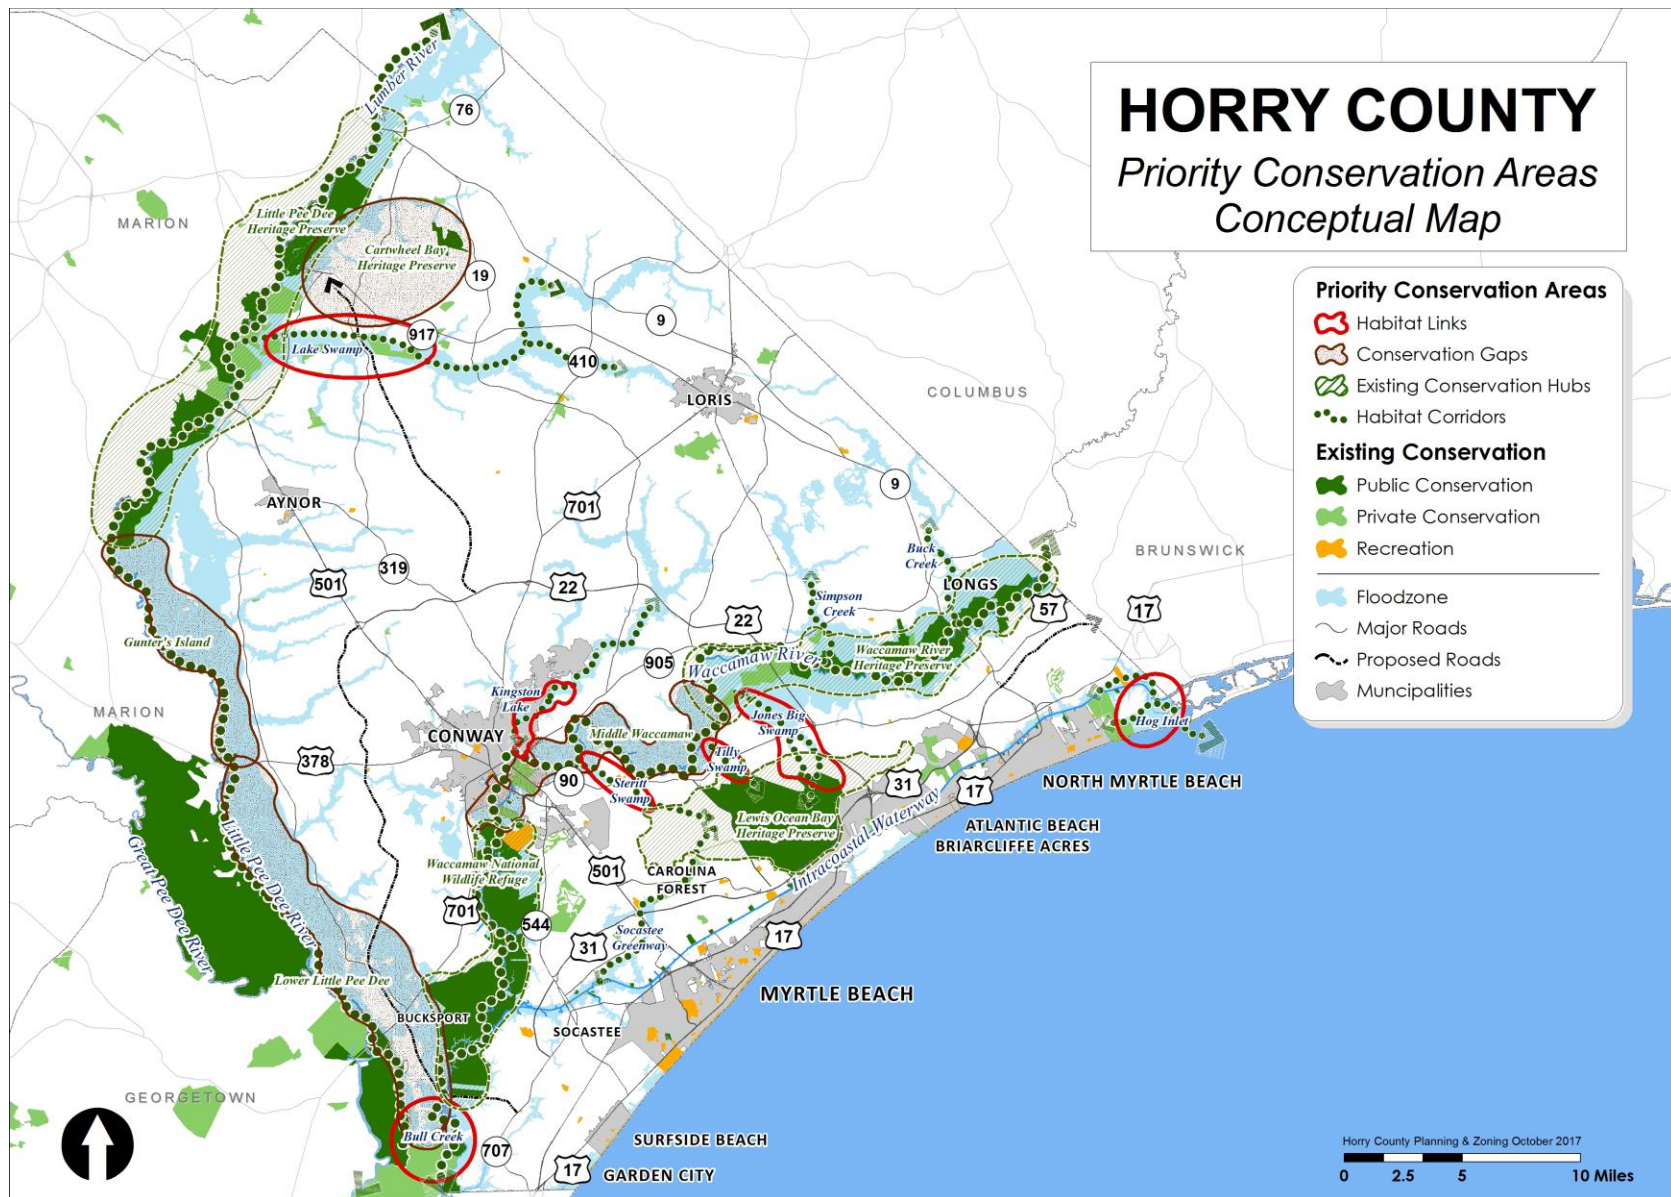 HORRY COUNTY
Priority Conservation Areas
Conceptual Map
Priority Conservation Areas
Habitat Links
Conservation Gaps
Existing Conservation Hubs
Habitat Corridors
Existing Conservation
Public Conservation
Private Conservation
Recreation
Floodzone
Major Roads
Proposed Roads
Muncipalities
Lumber River
76
MARION
Little Pee Dee
Heritage Preserve
Cartwheel Bay
Heritage Preserve
19
9
917
Lake Swamp
410
LORIS
COLUMBUS
AYNOR
701
9
501
319
22
Buck
Creek
LONGS
BRUNSWICK
57
17
Simpson
Creek
22
Gunter's Island
905
Waccamaw River
Waccamaw River
Heritage Preserve
Kingston
Lake
MARION
CONWAY
Middle Waccamaw
Jones Big
Swamp
Hog Inlet
378
90
Tilly
Swamp
Steritt
Swamp
31
17
NORTH MYRTLE BEACH
Lewis Ocean Bay
Heritage Preserve
ATLANTIC BEACH
BRIARCLIFFE ACRES
Intracoastal Waterway
Great Pee Dee River
Little Pee Dee River
Waccamaw National
Wildlife Refuge
501
CAROLINA
FOREST
701
544
31
Socastee
Greenway
17
Lower Little Pee Dee
BUCKSPORT
SOCASTEE
MYRTLE BEACH
GEORGETOWN
Bull Creek
707
SURFSIDE BEACH
17
GARDEN CITY
Horry County Planning & Zoning October 2017
0 2.5 5 10 Miles